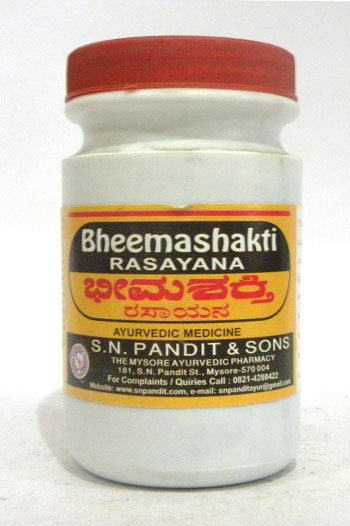 Bheemashakti
RASAYANA
ಭೀಮಶಕ್ತಿ
ರಸಾಯನ
AYURVEDIC MEDICINE
S.N. PANDIT & SONS
THE MYSORE AYURVEDIC PHARMACY
181, S.N. Pandit St., Mysore-570 004
For Complaints / Quiries Call : 0821-4280422
Website: www.snpandit.com, e-mail: snpanditayur@gmail.com